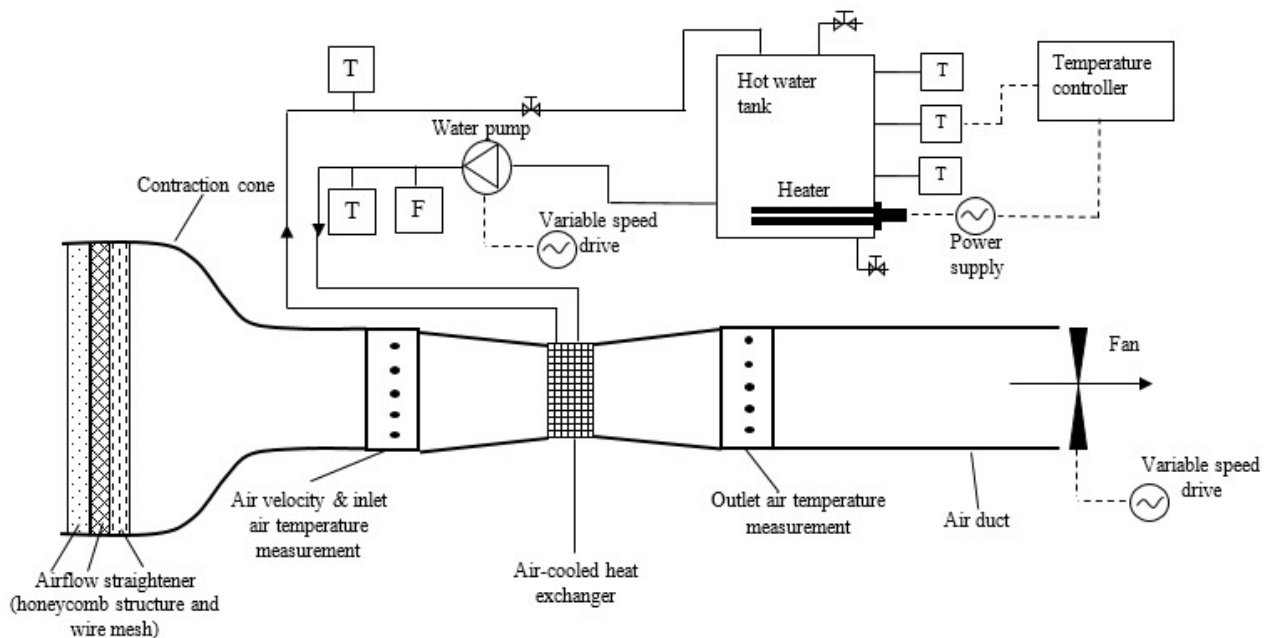 T
Hot water
tank
T
T
T
Temperature
controller
Water pump
Contraction cone
T
F
Heater
Variable speed
drive
Power
supply
Fan
Air velocity & inlet
air temperature
measurement
Outlet air temperature
measurement
Air duct
Variable speed
drive
Airflow straightener
(honeycomb structure and
wire mesh)
Air-cooled heat
exchanger